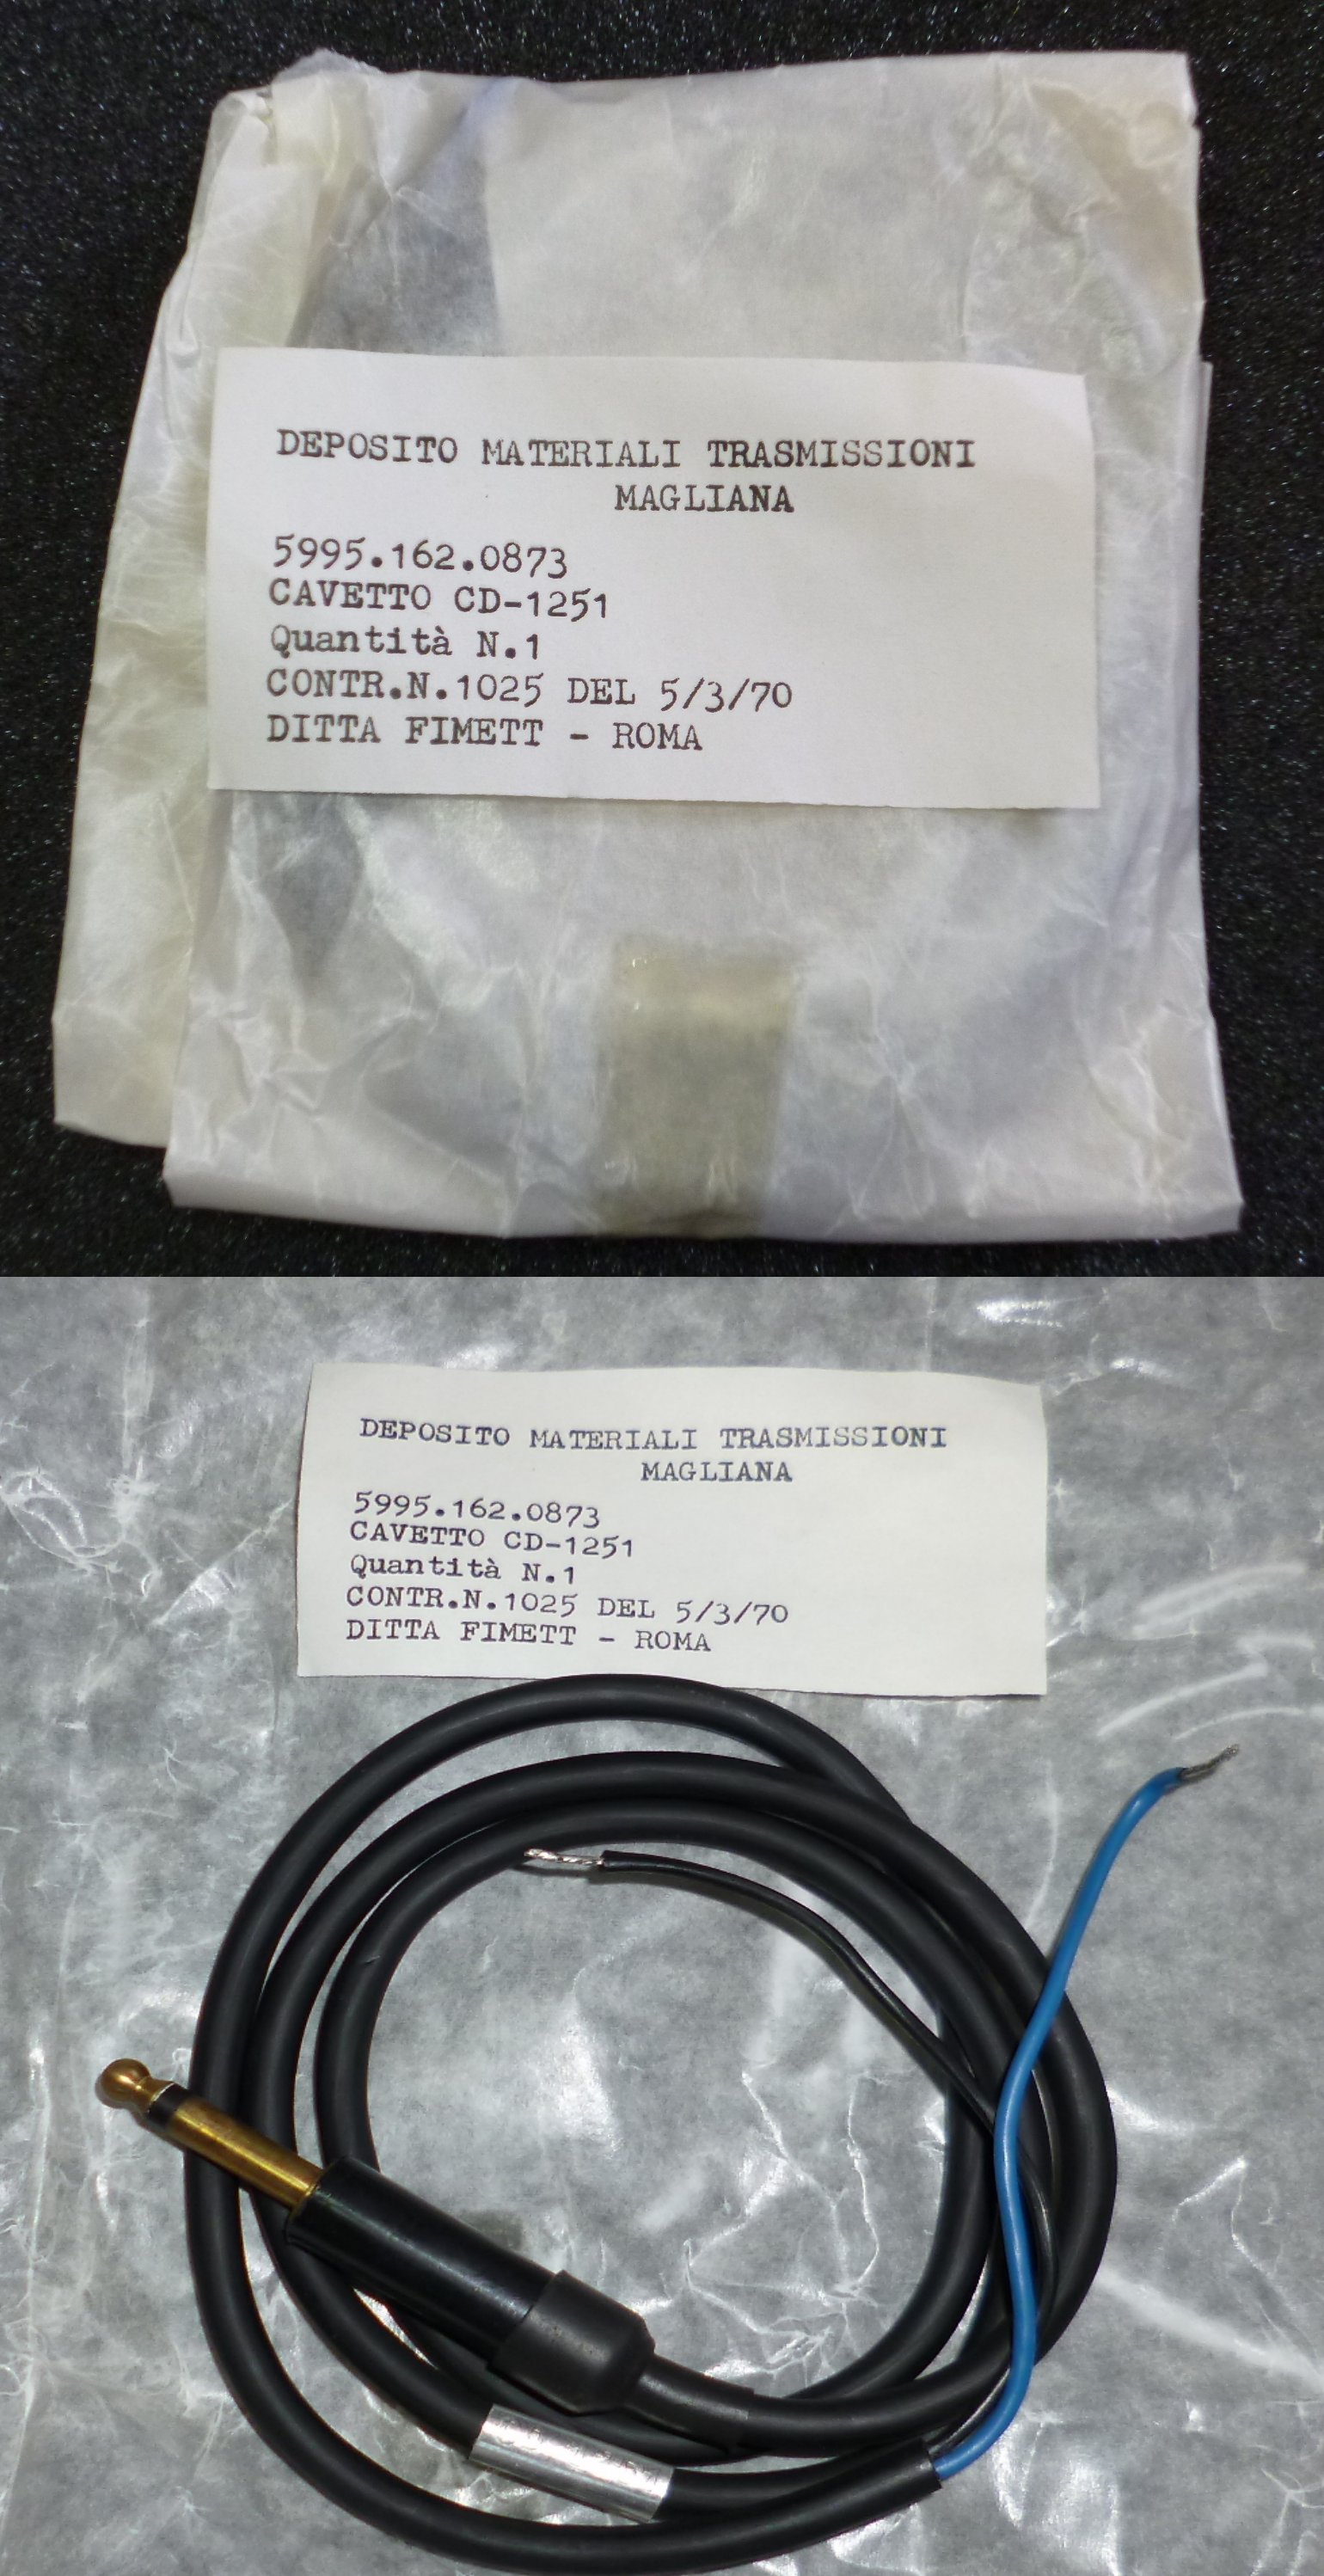 DEPOSITO MATERIALI TRASMISSIONI
MAGLIANA
5995.162.0873
CAVETTO CD-1251
Quantità N.1
CONTR.N.1025 DEL 5/3/70
DITTA FIMETT - ROMA
DEPOSITO MATERIALI TRASMISSIONI
MAGLIANA
5995.162.0873
CAVETTO CD-1251
Quantità N.1
CONTR.N.1025 DEL 5/3/70
DITTA FIMETT - ROMA